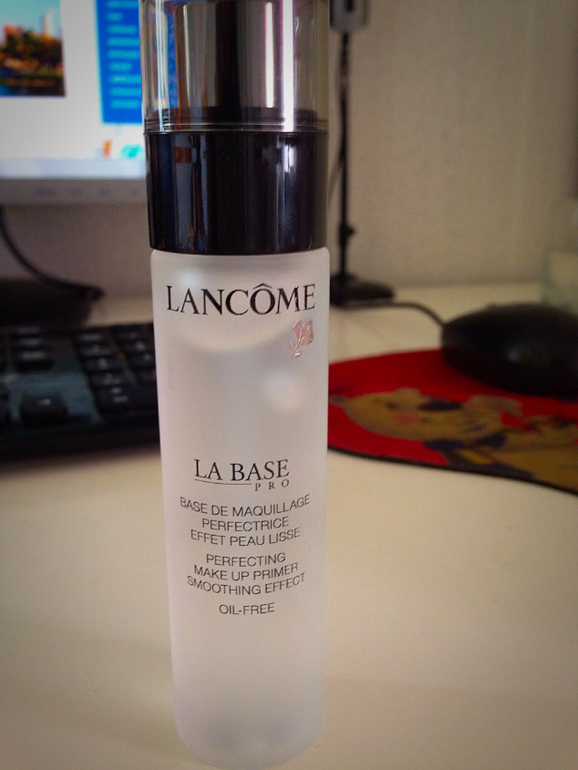 LANCÔME
LA BASE
PRO
BASE DE MAQUILLAGE
PERFECTRICE
EFFET PEAU LISSE
PERFECTING
MAKE UP PRIMER
SMOOTHING EFFECT
OIL-FREE